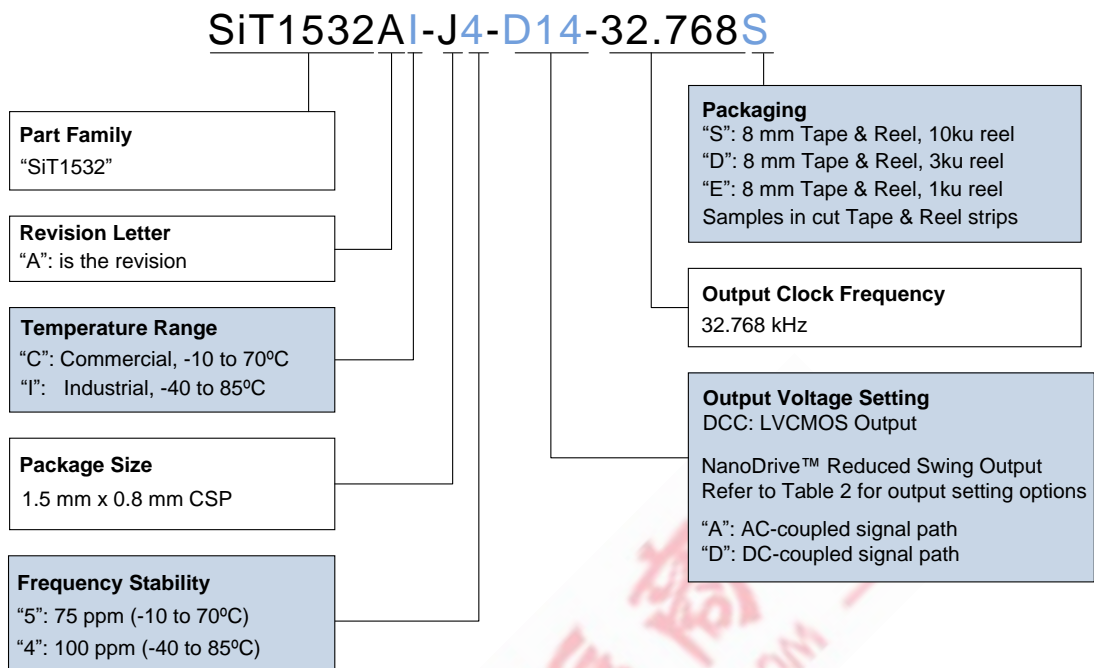 SiT1532AI-J4-D14-32.768S
Part Family
“SiT1532”
Revision Letter
“A”: is the revision
Temperature Range
“C”: Commercial, -10 to 70ºC
“I”: Industrial, -40 to 85ºC
Package Size
1.5 mm x 0.8 mm CSP
Frequency Stability
“5”: 75 ppm (-10 to 70ºC)
“4”: 100 ppm (-40 to 85ºC)
Packaging
“S”: 8 mm Tape & Reel, 10ku reel
“D”: 8 mm Tape & Reel, 3ku reel
“E”: 8 mm Tape & Reel, 1ku reel
Samples in cut Tape & Reel strips
Output Clock Frequency
32.768 kHz
Output Voltage Setting
DCC: LVCMOS Output
NanoDrive™ Reduced Swing Output
Refer to Table 2 for output setting options
“A”: AC-coupled signal path
“D”: DC-coupled signal path